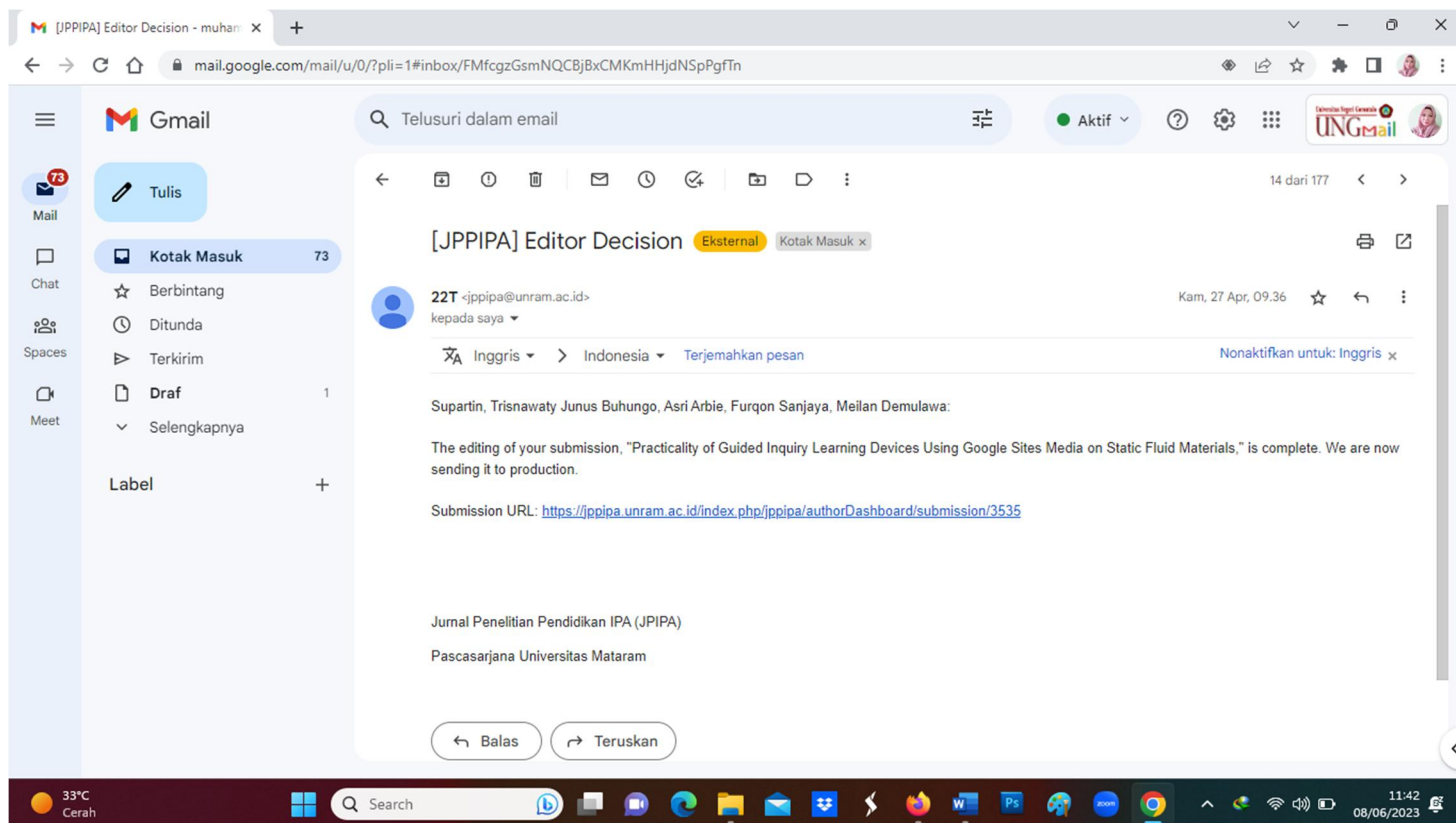 [JPPIPA] Editor Decision - muham
mail.google.com/mail/u/0/?pli=1#inbox/FMfcgzGsmNQCBjBxCMKmHHjdNSpPgfTn
Gmail
Telusuri dalam email
Aktif
Universitas Negeri Gorontalo
UNGmail
73
Mail
Chat
Spaces
Meet
Tulis
Kotak Masuk 73
Berbintang
Ditunda
Terkirim
Draf 1
Selengkapnya
Label
14 dari 177
[JPPIPA] Editor Decision Eksternal Kotak Masuk ×
22T <jppipa@unram.ac.id> Kam, 27 Apr, 09.36
kepada saya
Inggris > Indonesia Terjemahkan pesan Nonaktifkan untuk: Inggris ×
Supartin, Trisnawaty Junus Buhungo, Asri Arbie, Furqon Sanjaya, Meilan Demulawa:
The editing of your submission, "Practicality of Guided Inquiry Learning Devices Using Google Sites Media on Static Fluid Materials," is complete. We are now
sending it to production.
Submission URL: https://jppipa.unram.ac.id/index.php/jppipa/authorDashboard/submission/3535
Jurnal Penelitian Pendidikan IPA (JPIPA)
Pascasarjana Universitas Mataram
Balas Teruskan
33°C
Cerah
Search
W
Ps
zoom
11:42
08/06/2023